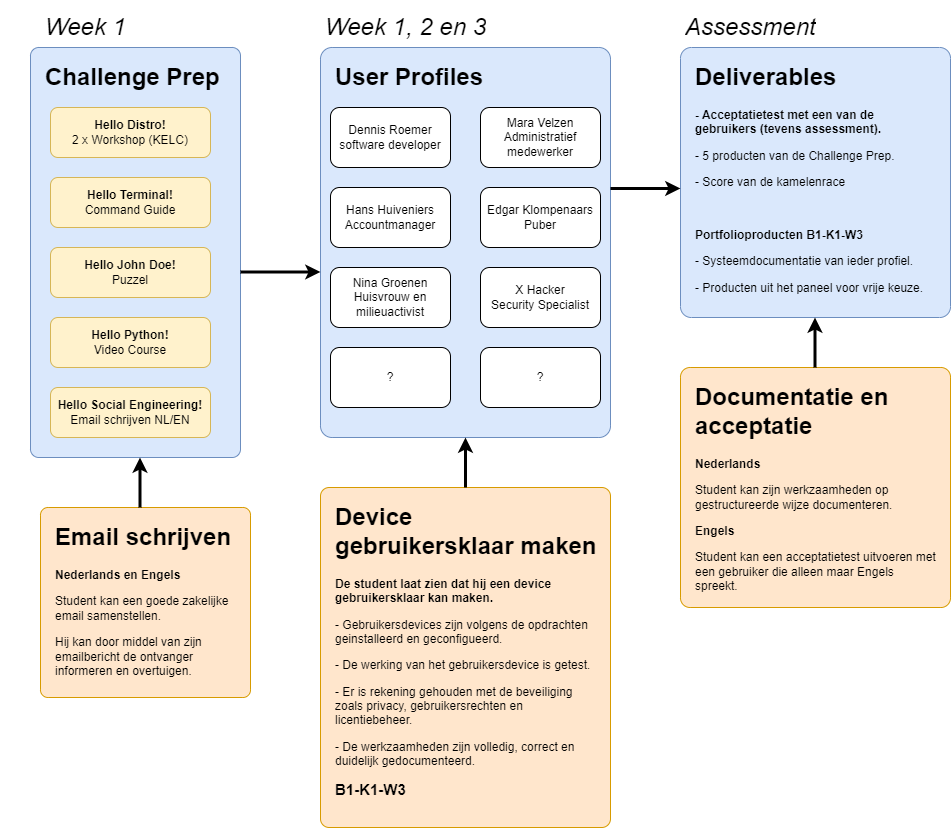 Week 1
Challenge Prep
Hello Distro!
2 x Workshop (KELC)
Hello Terminal!
Command Guide
Hello John Doe!
Puzzel
Hello Python!
Video Course
Hello Social Engineering!
Email schrijven NL/EN
Email schrijven
Nederlands en Engels
Student kan een goede zakelijke
email samenstellen.
Hij kan door middel van zijn
emailbericht de ontvanger
informeren en overtuigen.
Week 1, 2 en 3
User Profiles
Dennis Roemer
software developer
Mara Velzen
Administratief
medewerker
Hans Huiveniers
Accountmanager
Edgar Klompenaars
Puber
Nina Groenen
Huisvrouw en
milieuactivist
X Hacker
Security Specialist
?
?
Device
gebruikersklaar maken
De student laat zien dat hij een device
gebruikersklaar kan maken.
- Gebruikersdevices zijn volgens de opdrachten
geinstalleerd en geconfigueerd.
- De werking van het gebruikersdevice is getest.
- Er is rekening gehouden met de beveiliging
zoals privacy, gebruikersrechten en
licentiebeheer.
- De werkzaamheden zijn volledig, correct en
duidelijk gedocumenteerd.
B1-K1-W3
Assessment
Deliverables
- Acceptatietest met een van de
gebruikers (tevens assessment).
- 5 producten van de Challenge Prep.
- Score van de kamelenrace
Portfolioproducten B1-K1-W3
- Systeemdocumentatie van ieder profiel.
- Producten uit het paneel voor vrije keuze.
Documentatie en
acceptatie
Nederlands
Student kan zijn werkzaamheden op
gestructureerde wijze documenteren.
Engels
Student kan een acceptatietest uitvoeren met
een gebruiker die alleen maar Engels
spreekt.